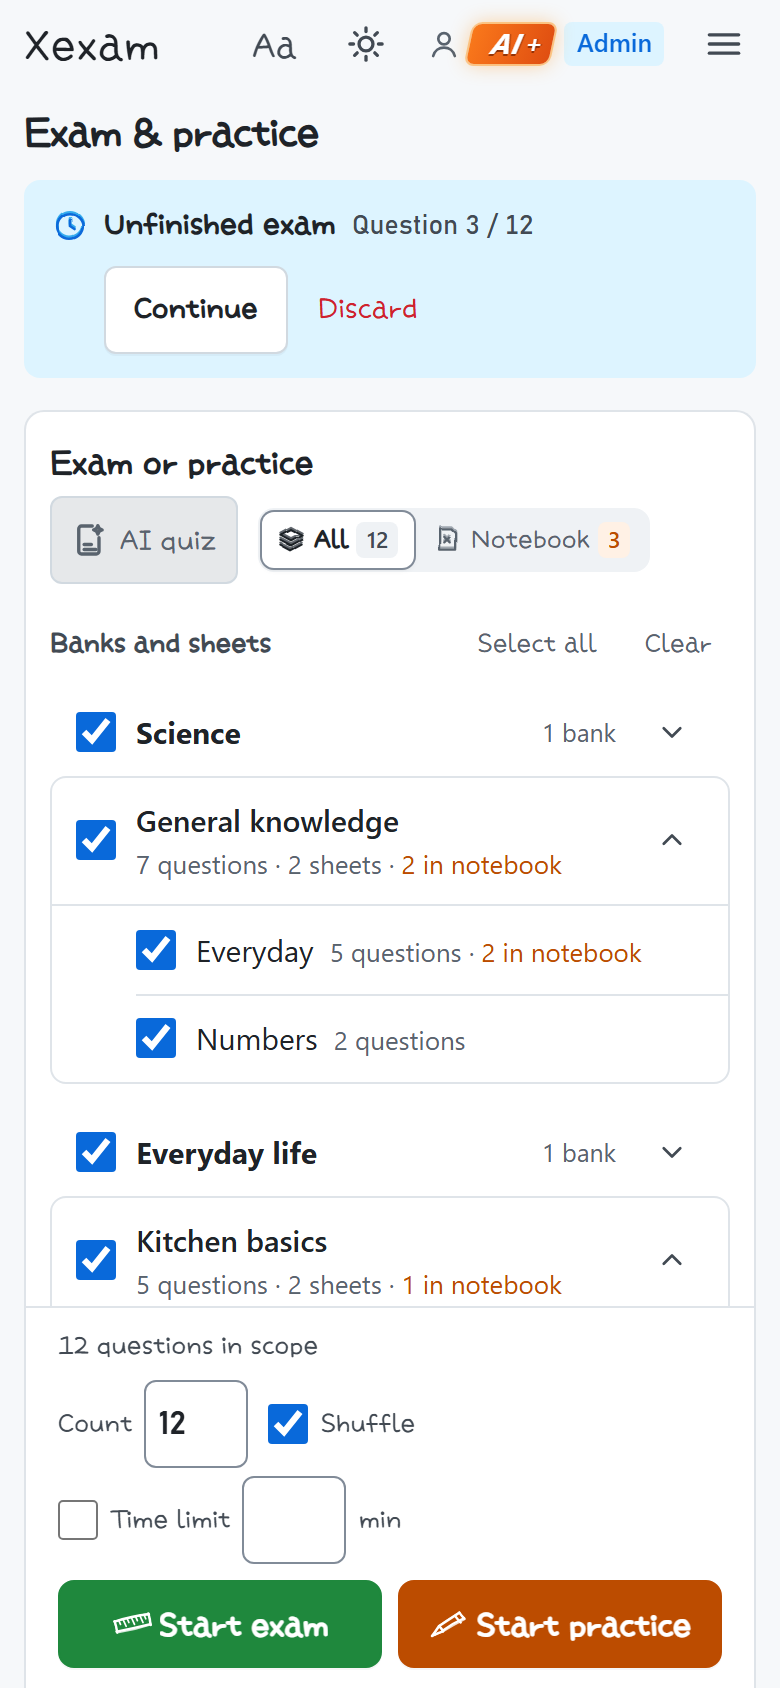 Xexam Aa AI+ Admin
Exam & practice
Unfinished exam Question 3 / 12
Continue Discard
Exam or practice
AI quiz All 12 Notebook 3
Banks and sheets Select all Clear
Science 1 bank
General knowledge
7 questions · 2 sheets · 2 in notebook
Everyday 5 questions · 2 in notebook
Numbers 2 questions
Everyday life 1 bank
Kitchen basics
5 questions · 2 sheets · 1 in notebook
12 questions in scope
Count 12 Shuffle
Time limit min
Start exam Start practice